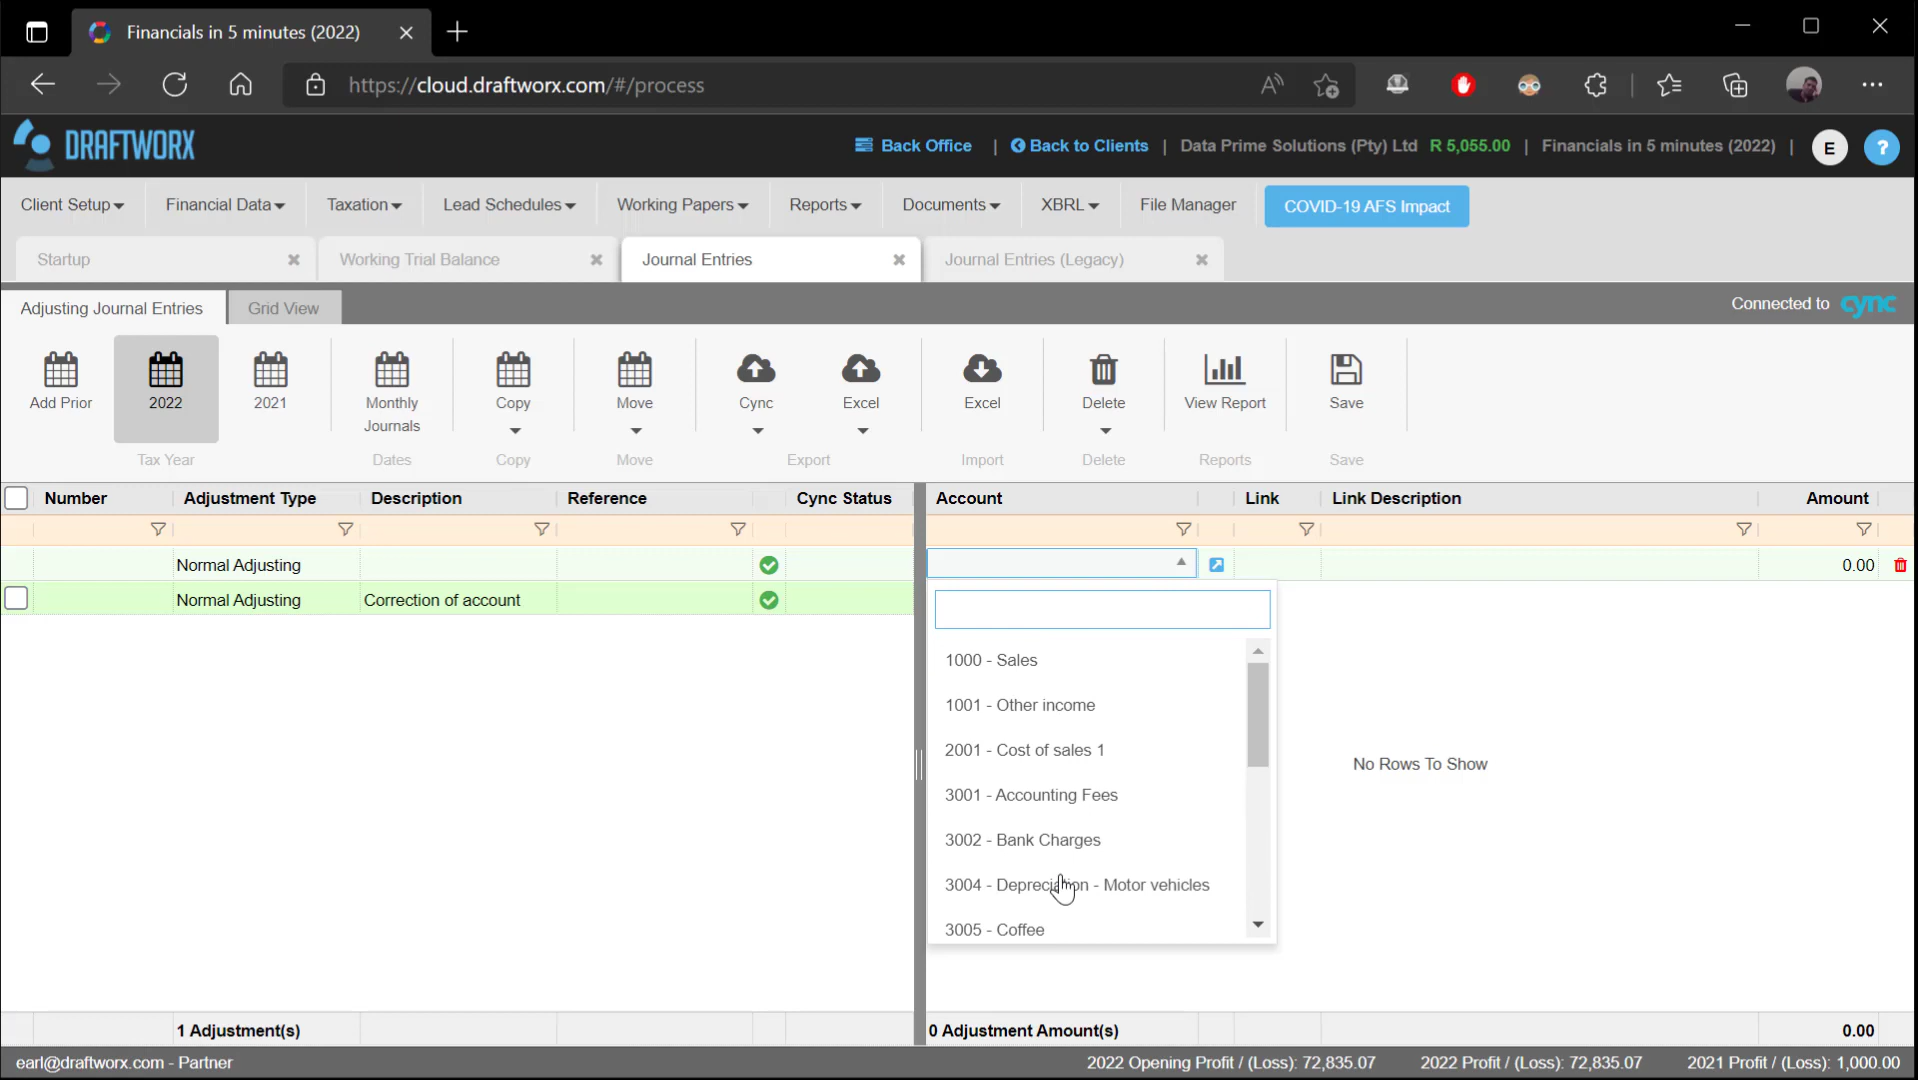 Financials in 5 minutes (2022)
https://cloud.draftworx.com/#/process
DRAFTWORX
Back Office | Back to Clients | Data Prime Solutions (Pty) Ltd R 5,055.00 | Financials in 5 minutes (2022) | E ?
Client Setup Financial Data Taxation Lead Schedules Working Papers Reports Documents XBRL File Manager COVID-19 AFS Impact
Startup Working Trial Balance Journal Entries Journal Entries (Legacy)
Adjusting Journal Entries Grid View Connected to cync
Add Prior 2022 2021 Monthly Journals Copy Move Cync Excel Excel Delete View Report Save
Tax Year Dates Copy Move Export Import Delete Reports Save
Number Adjustment Type Description Reference Cync Status Account Link Link Description Amount
Normal Adjusting 0.00
Normal Adjusting Correction of account
1000 - Sales
1001 - Other income
2001 - Cost of sales 1
No Rows To Show
3001 - Accounting Fees
3002 - Bank Charges
3004 - Depreciation - Motor vehicles
3005 - Coffee
1 Adjustment(s) 0 Adjustment Amount(s) 0.00
earl@draftworx.com - Partner 2022 Opening Profit / (Loss): 72,835.07 2022 Profit / (Loss): 72,835.07 2021 Profit / (Loss): 1,000.00